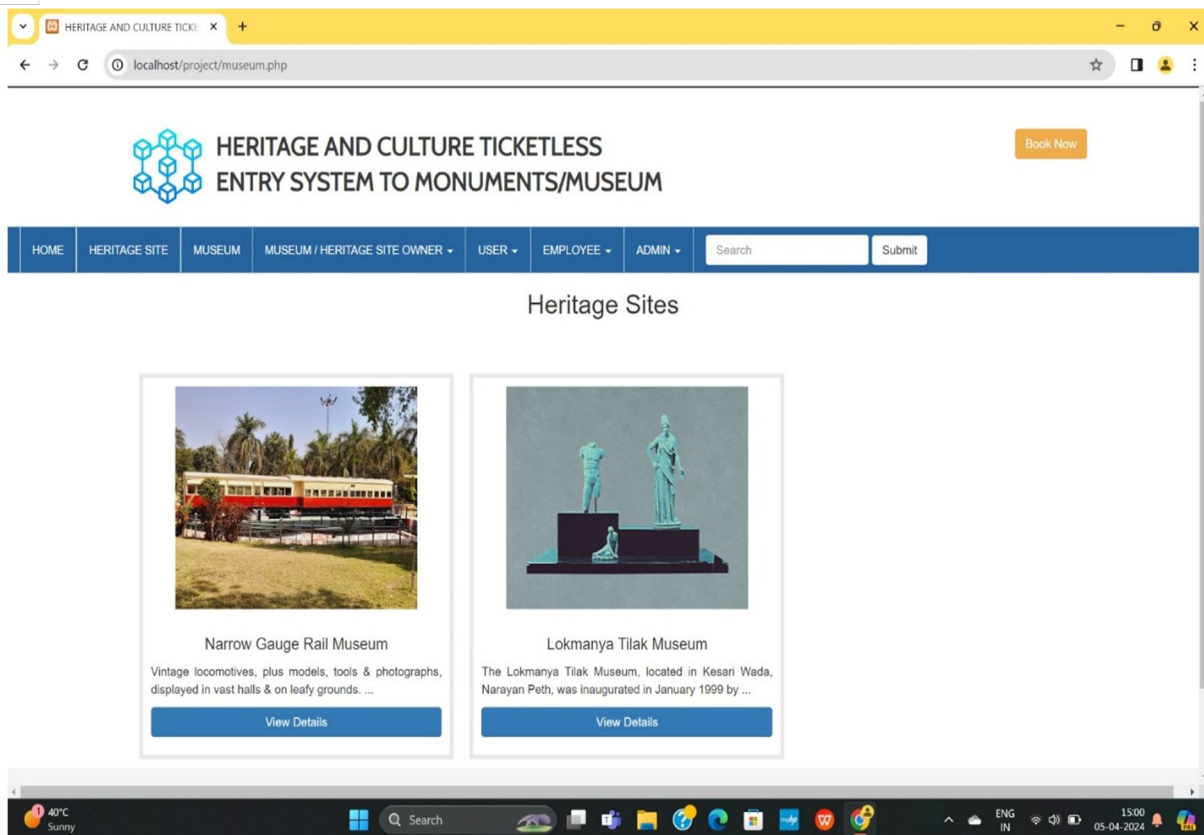 HERITAGE AND CULTURE TICKE
localhost/project/museum.php
HERITAGE AND CULTURE TICKETLESS
ENTRY SYSTEM TO MONUMENTS/MUSEUM
Book Now
HOME HERITAGE SITE MUSEUM MUSEUM / HERITAGE SITE OWNER USER EMPLOYEE ADMIN Search Submit
Heritage Sites
Narrow Gauge Rail Museum
Vintage locomotives, plus models, tools & photographs,
displayed in vast halls & on leafy grounds. ...
View Details
Lokmanya Tilak Museum
The Lokmanya Tilak Museum, located in Kesari Wada,
Narayan Peth, was inaugurated in January 1999 by ...
View Details
1
40°C
Sunny
Search
ENG
IN
15:00
05-04-2024